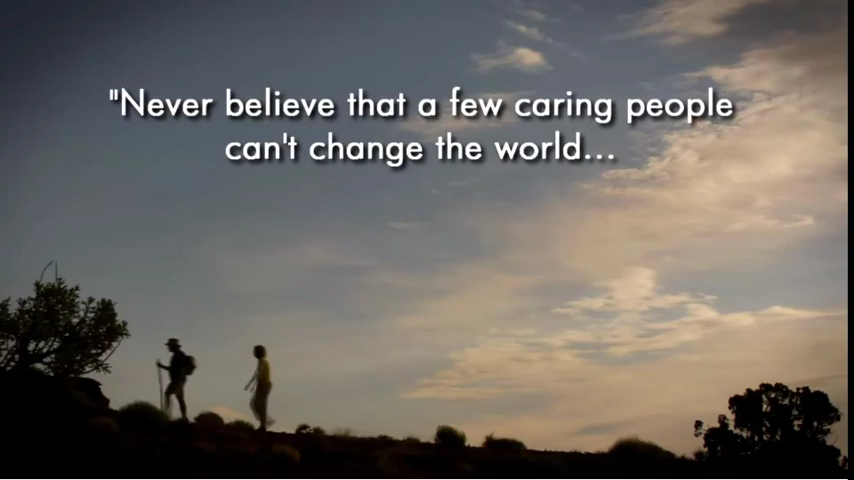 "Never believe that a few caring people
can't change the world...